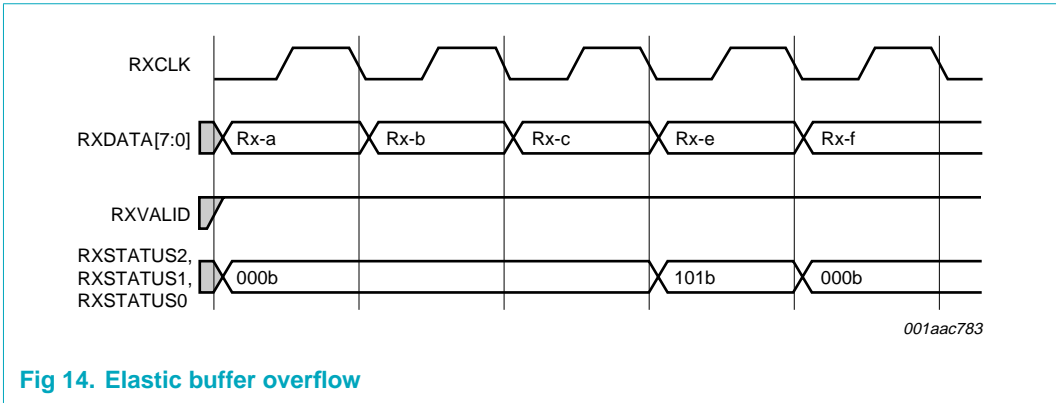 RXCLK
RXDATA[7:0] Rx-a Rx-b Rx-c Rx-e Rx-f
RXVALID
RXSTATUS2,
RXSTATUS1, 000b 101b 000b
RXSTATUS0
001aac783
Fig 14. Elastic buffer overflow